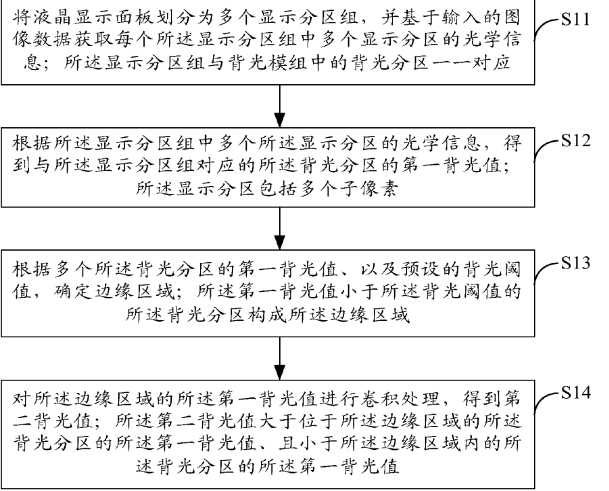 将液晶显示面板划分为多个显示分区组，并基于输入的图
像数据获取每个所述显示分区组中多个显示分区的光学信
息；所述显示分区组与背光模组中的背光分区一一对应
S11
根据所述显示分区组中多个所述显示分区的光学信息，得
到与所述显示分区组对应的所述背光分区的第一背光值；
所述显示分区包括多个子像素
S12
根据多个所述背光分区的第一背光值、以及预设的背光阈
值，确定边缘区域；所述第一背光值小于所述背光阈值的
所述背光分区构成所述边缘区域
S13
对所述边缘区域的所述第一背光值进行卷积处理，得到第
二背光值；所述第二背光值大于位于所述边缘区域的所述
背光分区的所述第一背光值、且小于所述边缘区域内的所
述背光分区的所述第一背光值
S14